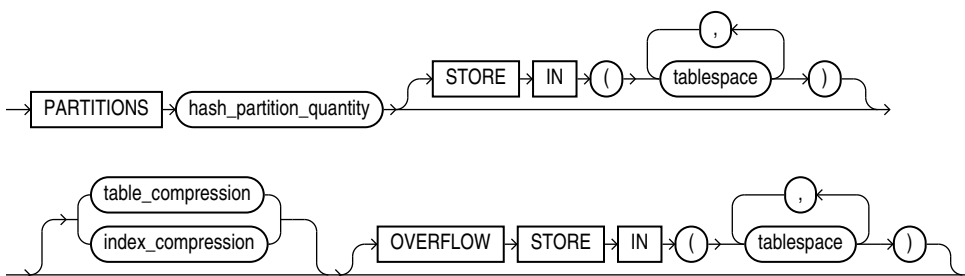 ,
STORE IN ( tablespace )
PARTITIONS hash_partition_quantity
table_compression
,
index_compression OVERFLOW STORE IN ( tablespace )